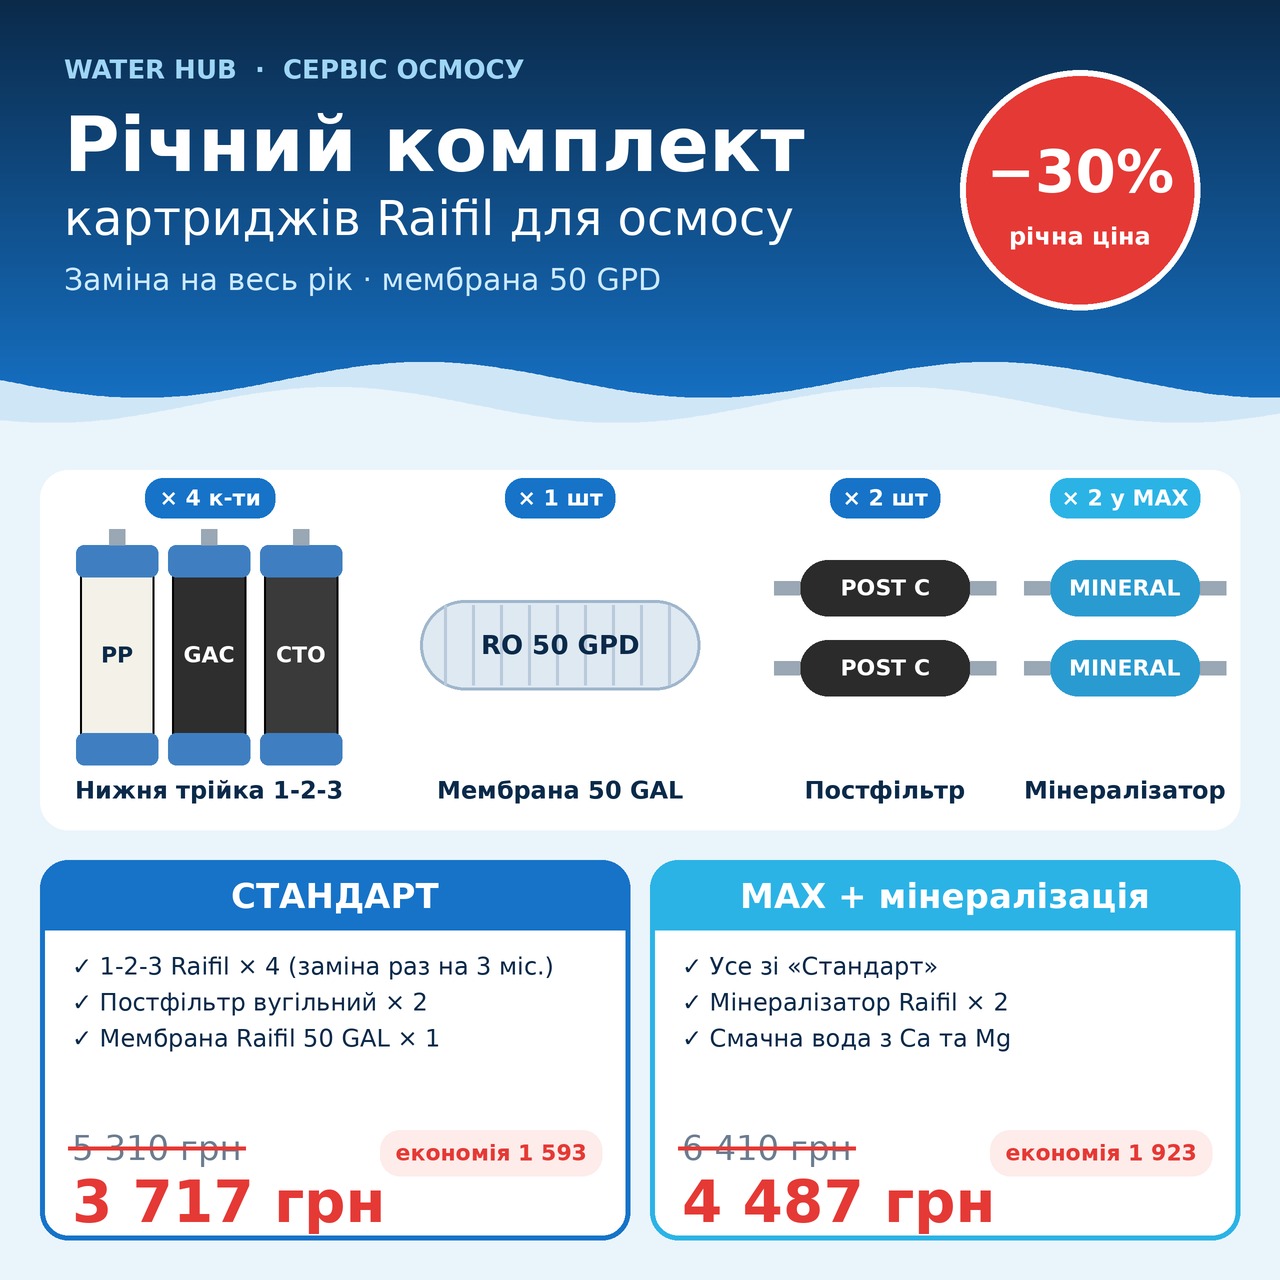 WATER HUB · СЕРВІС ОСМОСУ
Річний комплект
картриджів Raifil для осмосу
Заміна на весь рік · мембрана 50 GPD
−30%
річна ціна
× 4 к-ти
× 1 шт
× 2 шт
× 2 у MAX
PP
GAC
CTO
RO 50 GPD
POST C
POST C
MINERAL
MINERAL
Нижня трійка 1-2-3
Мембрана 50 GAL
Постфільтр
Мінералізатор
СТАНДАРТ
✓ 1-2-3 Raifil × 4 (заміна раз на 3 міс.)
✓ Постфільтр вугільний × 2
✓ Мембрана Raifil 50 GAL × 1
5 310 грн
економія 1 593
3 717 грн
MAX + мінералізація
✓ Усе зі «Стандарт»
✓ Мінералізатор Raifil × 2
✓ Смачна вода з Ca та Mg
6 410 грн
економія 1 923
4 487 грн